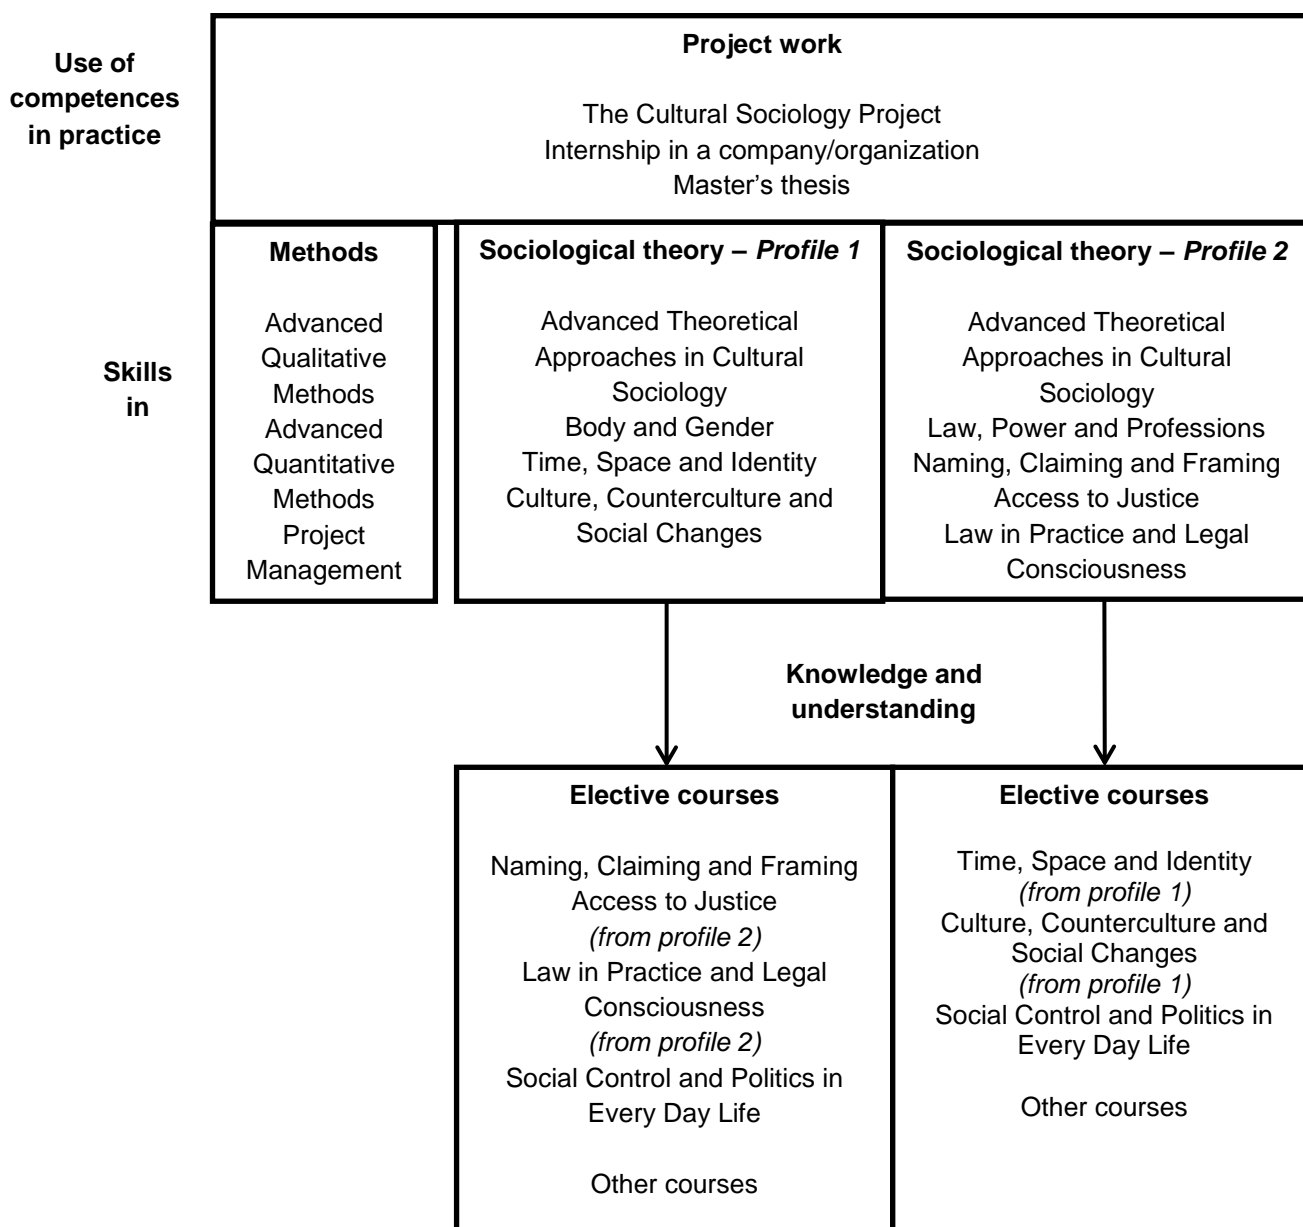 Use of
competences
in practice
Project work
The Cultural Sociology Project
Internship in a company/organization
Master's thesis
Skills
in
Methods
Advanced
Qualitative
Methods
Advanced
Quantitative
Methods
Project
Management
Sociological theory – Profile 1
Advanced Theoretical
Approaches in Cultural
Sociology
Body and Gender
Time, Space and Identity
Culture, Counterculture and
Social Changes
Sociological theory – Profile 2
Advanced Theoretical
Approaches in Cultural
Sociology
Law, Power and Professions
Naming, Claiming and Framing
Access to Justice
Law in Practice and Legal
Consciousness
Knowledge and
understanding
Elective courses
Naming, Claiming and Framing
Access to Justice
(from profile 2)
Law in Practice and Legal
Consciousness
(from profile 2)
Social Control and Politics in
Every Day Life
Other courses
Elective courses
Time, Space and Identity
(from profile 1)
Culture, Counterculture and
Social Changes
(from profile 1)
Social Control and Politics in
Every Day Life
Other courses